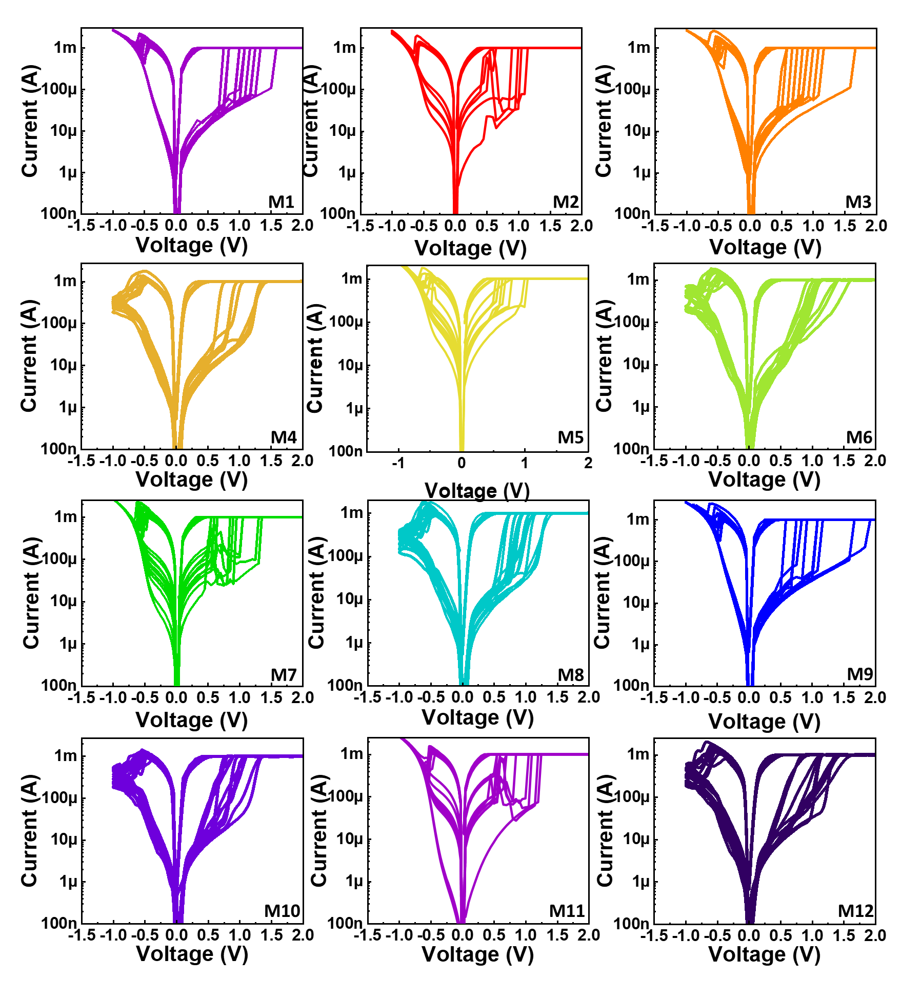 Current (A)
1m
100µ
10µ
1µ
100n
M1
-1.5 -1.0 -0.5 0.0 0.5 1.0 1.5 2.0
Voltage (V)
Current (A)
1m
100µ
10µ
1µ
100n
M2
-1.5 -1.0 -0.5 0.0 0.5 1.0 1.5 2.0
Voltage (V)
Current (A)
1m
100µ
10µ
1µ
100n
M3
-1.5 -1.0 -0.5 0.0 0.5 1.0 1.5 2.0
Voltage (V)
Current (A)
1m
100µ
10µ
1µ
100n
M4
-1.5 -1.0 -0.5 0.0 0.5 1.0 1.5 2.0
Voltage (V)
Current (A)
1m
100µ
10µ
1µ
100n
M5
-1 0 1 2
Voltage (V)
Current (A)
1m
100µ
10µ
1µ
100n
M6
-1.5 -1.0 -0.5 0.0 0.5 1.0 1.5 2.0
Voltage (V)
Current (A)
1m
100µ
10µ
1µ
100n
M7
-1.5 -1.0 -0.5 0.0 0.5 1.0 1.5 2.0
Voltage (V)
Current (A)
1m
100µ
10µ
1µ
100n
M8
-1.5 -1.0 -0.5 0.0 0.5 1.0 1.5 2.0
Voltage (V)
Current (A)
1m
100µ
10µ
1µ
100n
M9
-1.5 -1.0 -0.5 0.0 0.5 1.0 1.5 2.0
Voltage (V)
Current (A)
1m
100µ
10µ
1µ
100n
M10
-1.5 -1.0 -0.5 0.0 0.5 1.0 1.5 2.0
Voltage (V)
Current (A)
1m
100µ
10µ
1µ
100n
M11
-1.5 -1.0 -0.5 0.0 0.5 1.0 1.5 2.0
Voltage (V)
Current (A)
1m
100µ
10µ
1µ
100n
M12
-1.5 -1.0 -0.5 0.0 0.5 1.0 1.5 2.0
Voltage (V)